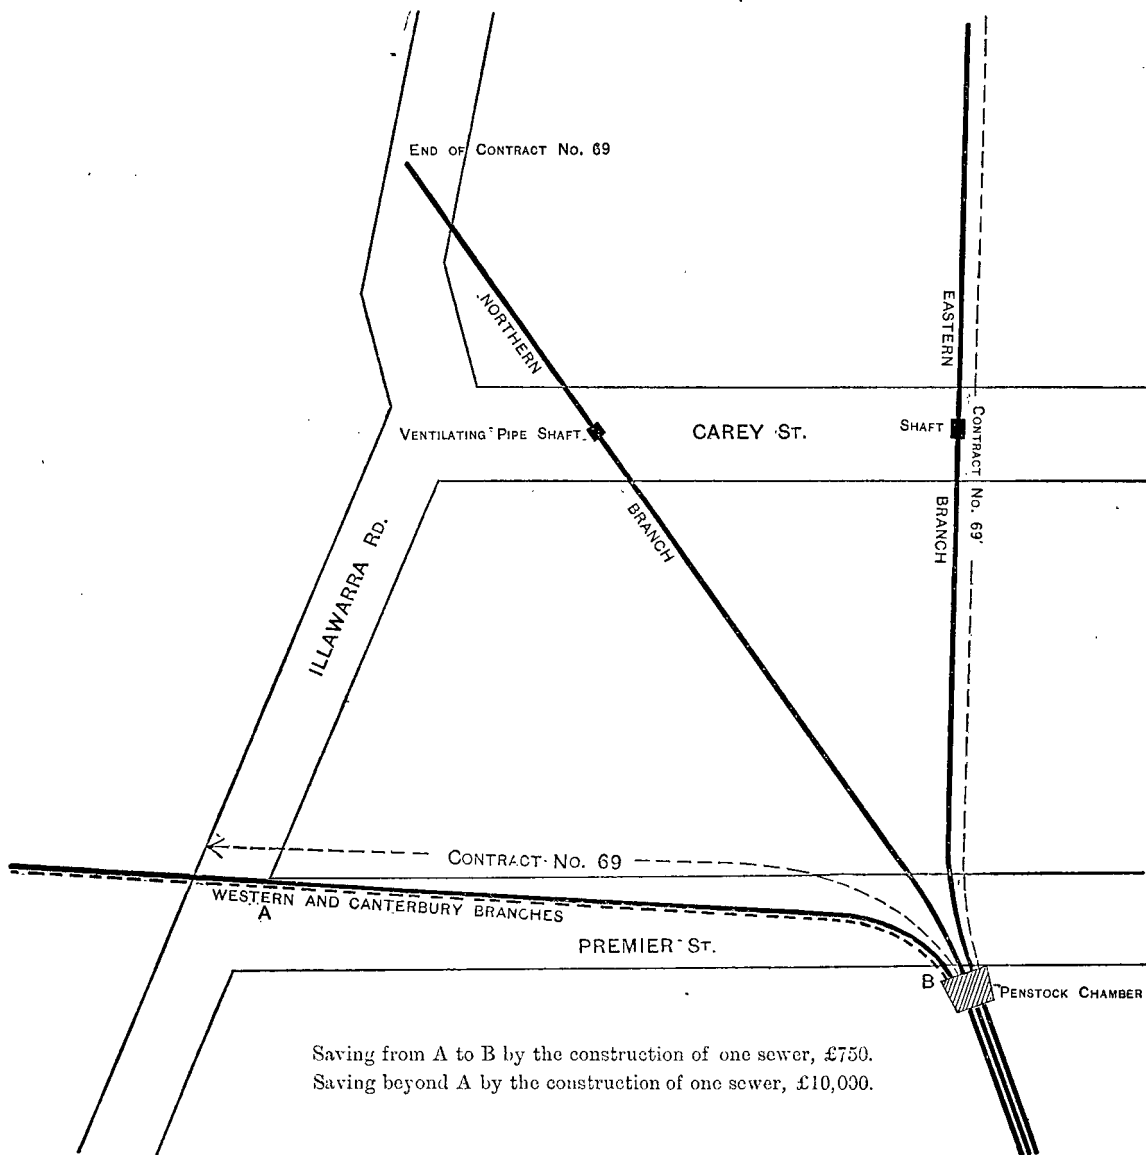 END OF CONTRACT No. 69
NORTHERN
EASTERN
VENTILATING PIPE SHAFT
CAREY ST.
SHAFT
CONTRACT No. 69
BRANCH
BRANCH
ILLAWARRA RD.
CONTRACT No. 69
WESTERN AND CANTERBURY BRANCHES
A
PREMIER ST.
B
PENSTOCK CHAMBER
Saving from A to B by the construction of one sewer, £750.
Saving beyond A by the construction of one sewer, £10,000.